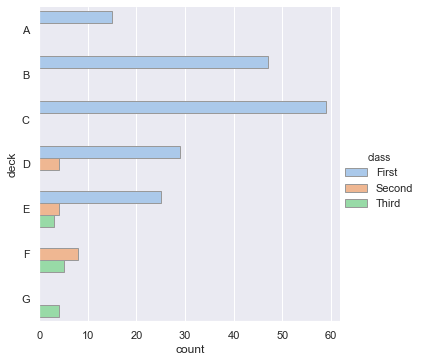 A
B
C
D
E
F
G
deck
0 10 20 30 40 50 60
count
class
First
Second
Third